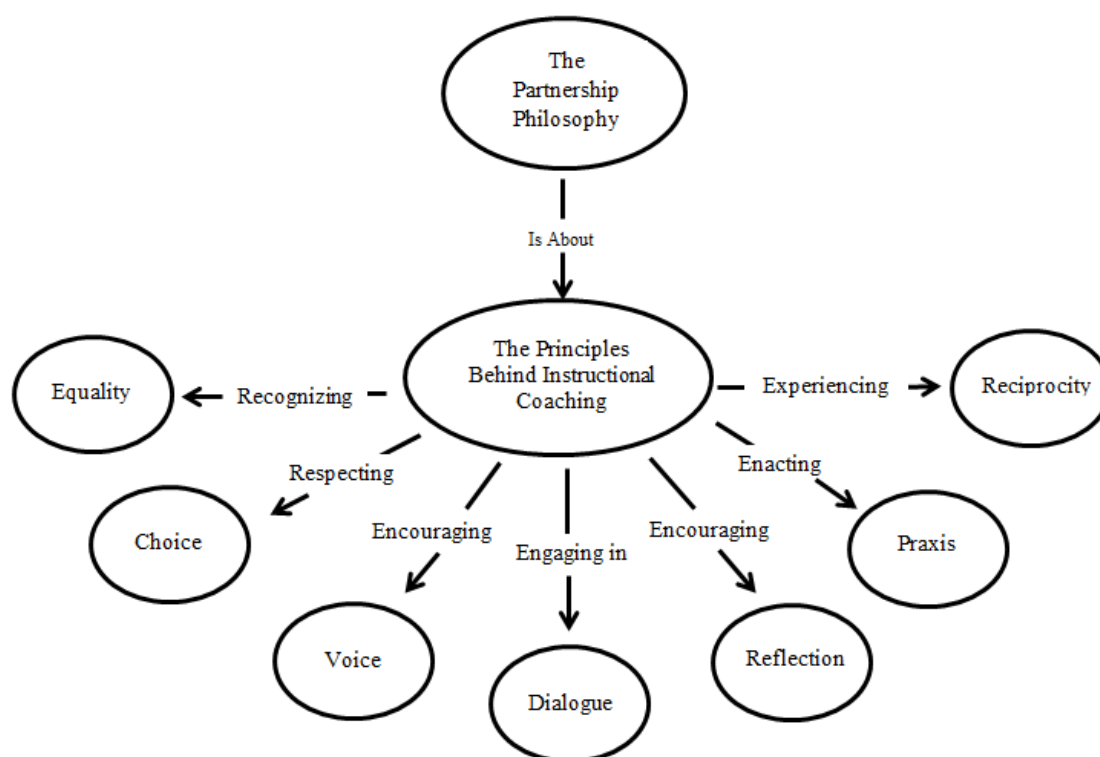 The
Partnership
Philosophy
Is About
The Principles
Behind Instructional
Coaching
Equality
Recognizing
Experiencing
Reciprocity
Respecting
Enacting
Choice
Encouraging
Engaging in
Encouraging
Praxis
Voice
Dialogue
Reflection